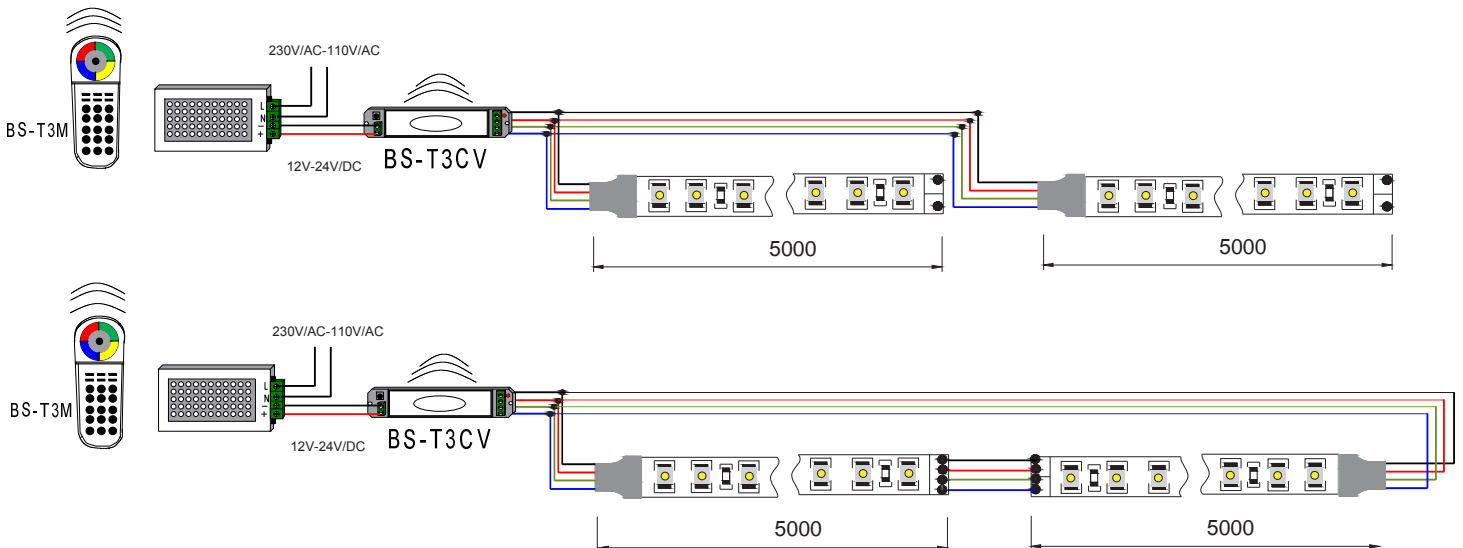 230V/AC-110V/AC
BS-T3M
L
N
–
+
12V-24V/DC
BS-T3CV
5000
5000
230V/AC-110V/AC
BS-T3M
L
N
–
+
12V-24V/DC
BS-T3CV
5000
5000